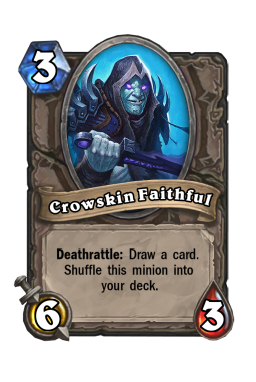 3
Crowskin Faithful
Deathrattle: Draw a card.
Shuffle this minion into
your deck.
6
3